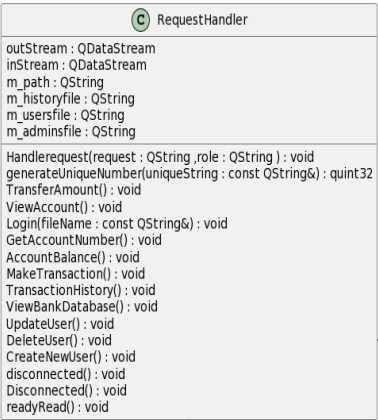 C RequestHandler
outStream : QDataStream
inStream : QDataStream
m_path : QString
m_historyfile : QString
m_usersfile : QString
m_adminsfile : QString
Handlerequest(request : QString ,role : QString ) : void
generateUniqueNumber(uniqueString : const QString&) : quint32
TransferAmount() : void
ViewAccount() : void
Login(fileName : const QString&) : void
GetAccountNumber() : void
AccountBalance() : void
MakeTransaction() : void
TransactionHistory() : void
ViewBankDatabase() : void
UpdateUser() : void
DeleteUser() : void
CreateNewUser() : void
disconnected() : void
Disconnected() : void
readyRead() : void